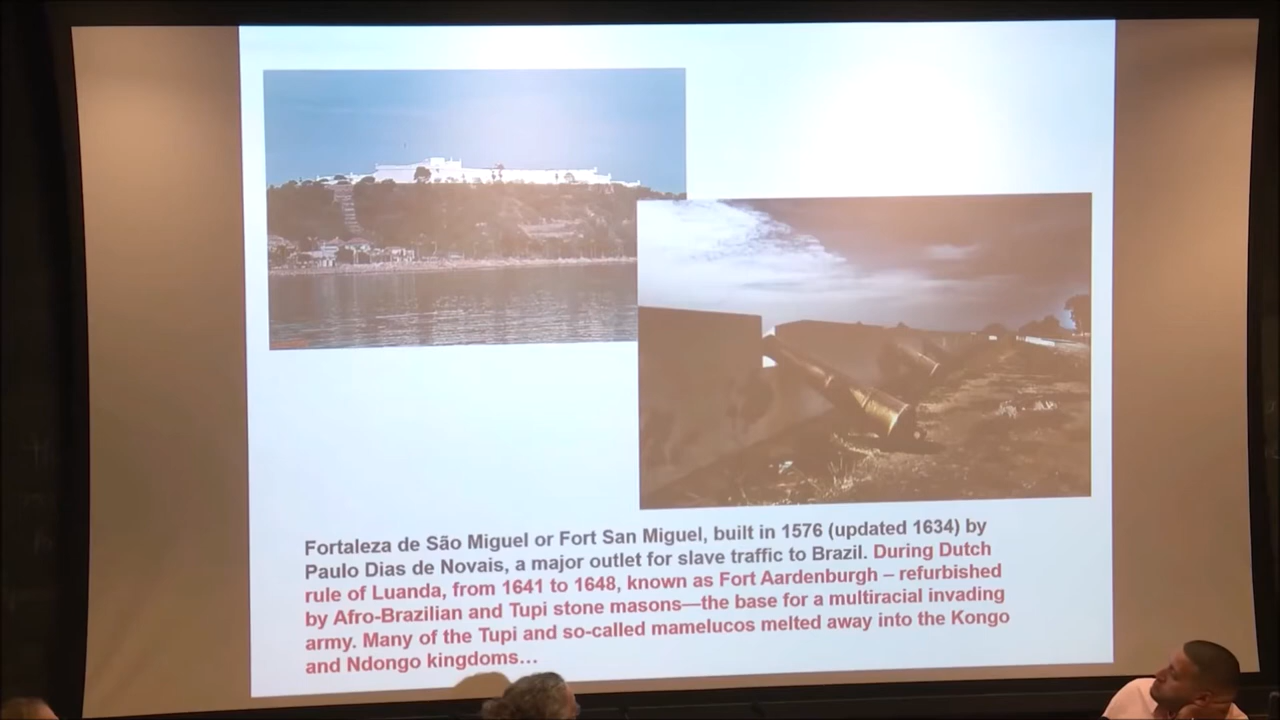 Fortaleza de São Miguel or Fort San Miguel, built in 1576 (updated 1634) by
Paulo Dias de Novais, a major outlet for slave traffic to Brazil. During Dutch
rule of Luanda, from 1641 to 1648, known as Fort Aardenburgh – refurbished
by Afro-Brazilian and Tupi stone masons—the base for a multiracial invading
army. Many of the Tupi and so-called mamelucos melted away into the Kongo
and Ndongo kingdoms...